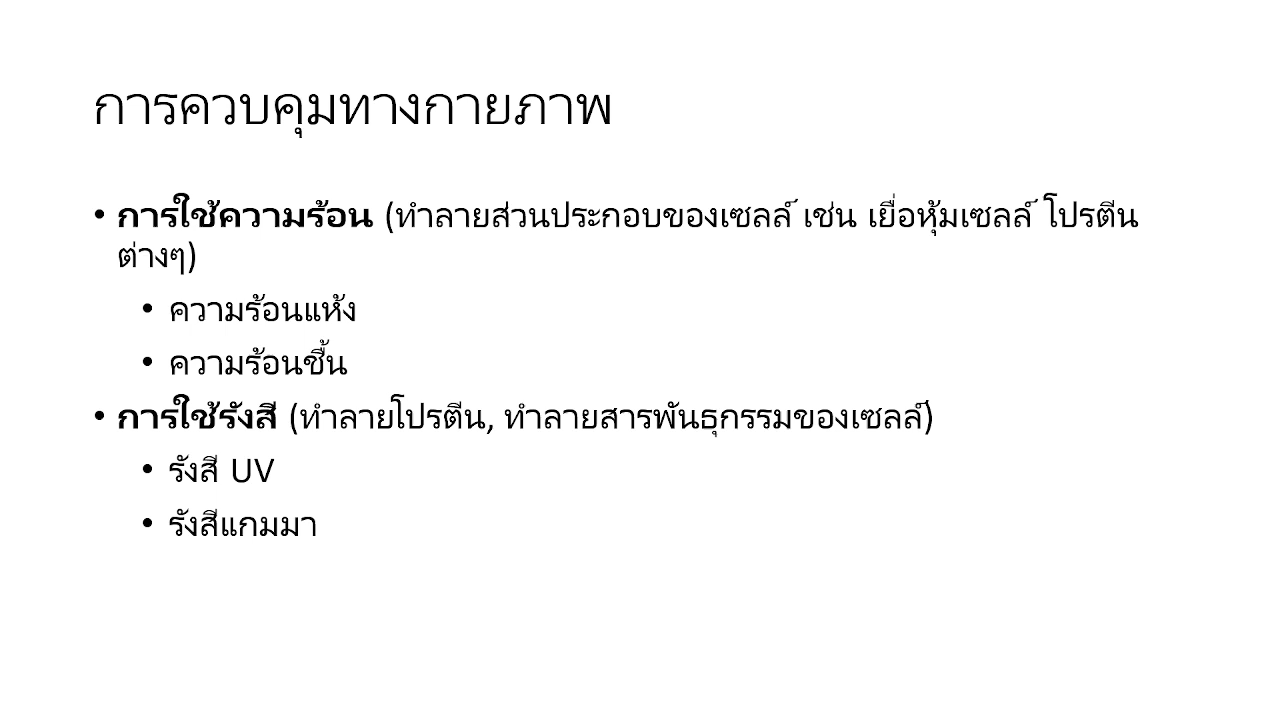 การควบคุมทางกายภาพ
• การใช้ความร้อน (ทำลายส่วนประกอบของเซลล์ เช่น เยื่อหุ้มเซลล์ โปรตีน
ต่างๆ)
• ความร้อนแห้ง
• ความร้อนชื้น
• การใช้รังสี (ทำลายโปรตีน, ทำลายสารพันธุกรรมของเซลล์)
• รังสี UV
• รังสีแกมมา